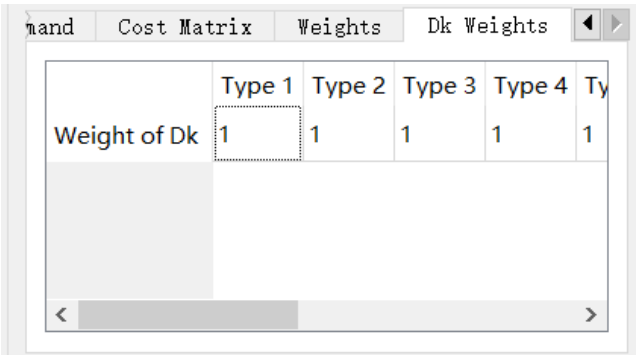 mand Cost Matrix Weights Dk Weights
Type 1 Type 2 Type 3 Type 4 Ty
Weight of Dk 1 1 1 1 1